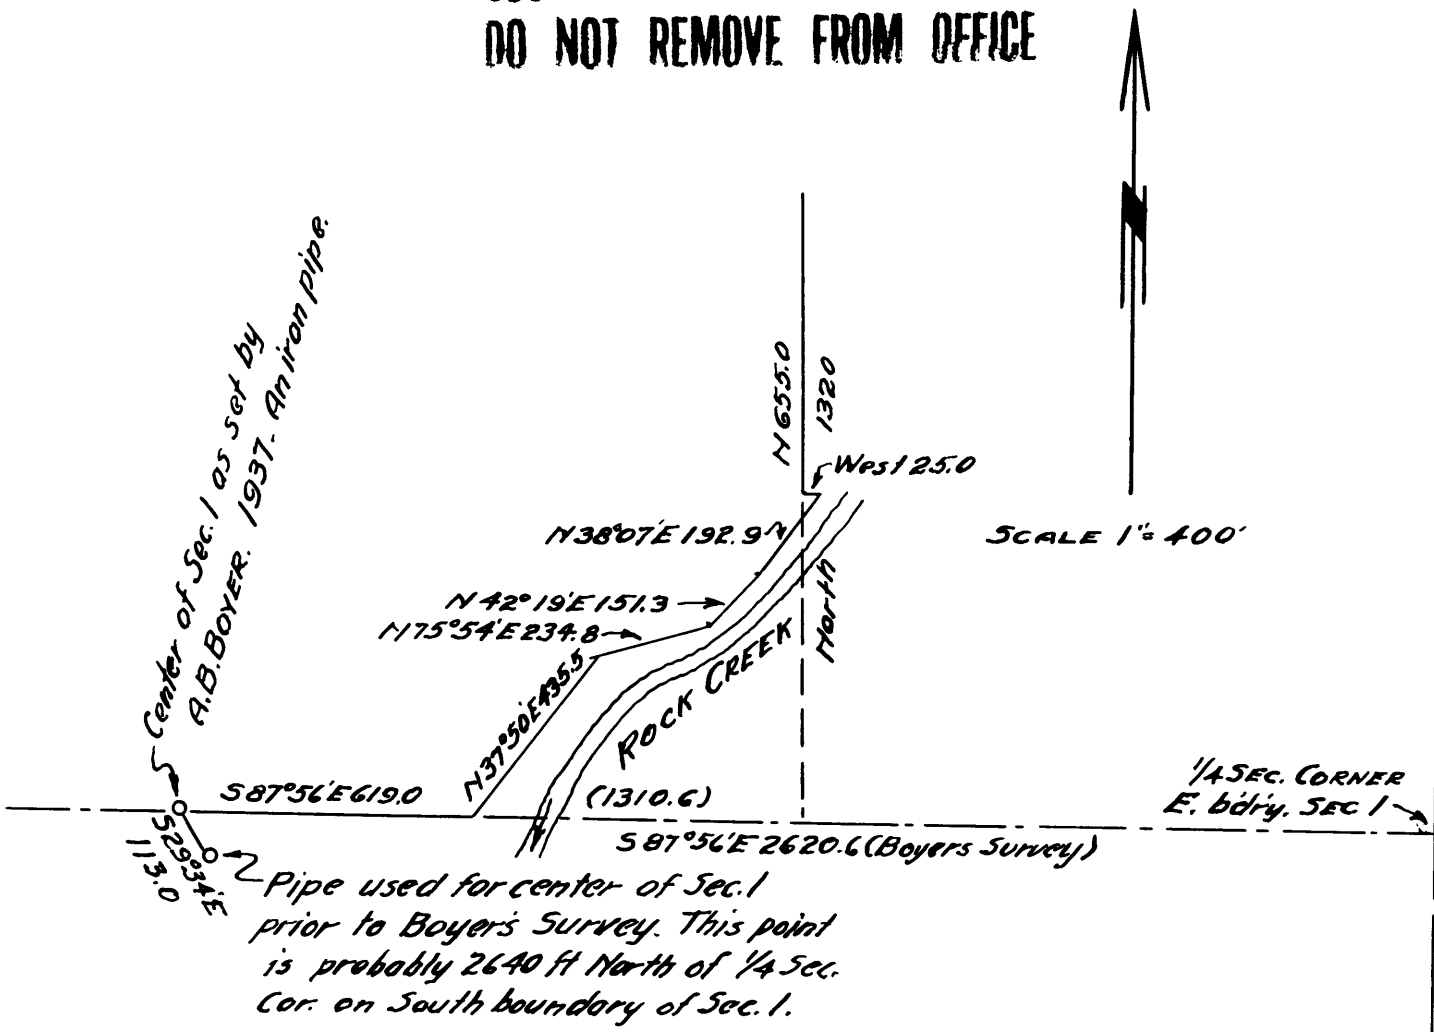 DO NOT REMOVE FROM OFFICE
Center of Sec. 1 as set by
A.B. BOYER. 1937- An iron pipe.
N 655.0
1320
West 25.0
N38°07'E 192.9
SCALE 1"= 400'
N 42° 19'E 151.3
N75°54'E 234.8
North
ROCK CREEK
N37°50'E 435.5
S87°56'E 619.0
(1310.6)
1/4 SEC. CORNER
E. b'dry. SEC 1
S 87°56'E 2620.6 (Boyers Survey)
S29°34'E
113.0
Pipe used for center of Sec. 1
prior to Boyer's Survey. This point
is probably 2640 ft North of 1/4 Sec.
Cor. on South boundary of Sec. 1.